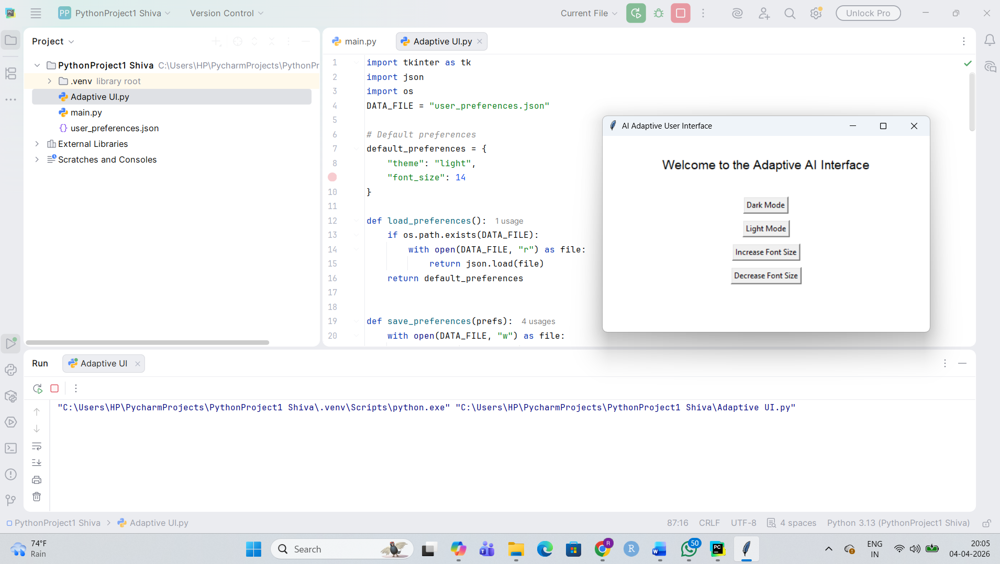 PP PythonProject1 Shiva Version Control Current File Unlock Pro
Project
main.py Adaptive UI.py
PythonProject1 Shiva C:\Users\HP\PycharmProjects\PythonPr
.venv library root
Adaptive UI.py
main.py
user_preferences.json
External Libraries
Scratches and Consoles
1 import tkinter as tk
2 import json
3 import os
4 DATA_FILE = "user_preferences.json"
5
6 # Default preferences
7 default_preferences = {
8 "theme": "light",
"font_size": 14
10 }
11
12 def load_preferences(): 1 usage
13 if os.path.exists(DATA_FILE):
14 with open(DATA_FILE, "r") as file:
15 return json.load(file)
16 return default_preferences
17
18
19 def save_preferences(prefs): 4 usages
20 with open(DATA_FILE, "w") as file:
AI Adaptive User Interface
Welcome to the Adaptive AI Interface
Dark Mode
Light Mode
Increase Font Size
Decrease Font Size
Run Adaptive UI
"C:\Users\HP\PycharmProjects\PythonProject1 Shiva\.venv\Scripts\python.exe" "C:\Users\HP\PycharmProjects\PythonProject1 Shiva\Adaptive UI.py"
PythonProject1 Shiva > Adaptive UI.py 87:16 CRLF UTF-8 4 spaces Python 3.13 (PythonProject1 Shiva)
74°F
Rain
Search
50
ENG
IN
20:05
04-04-2026